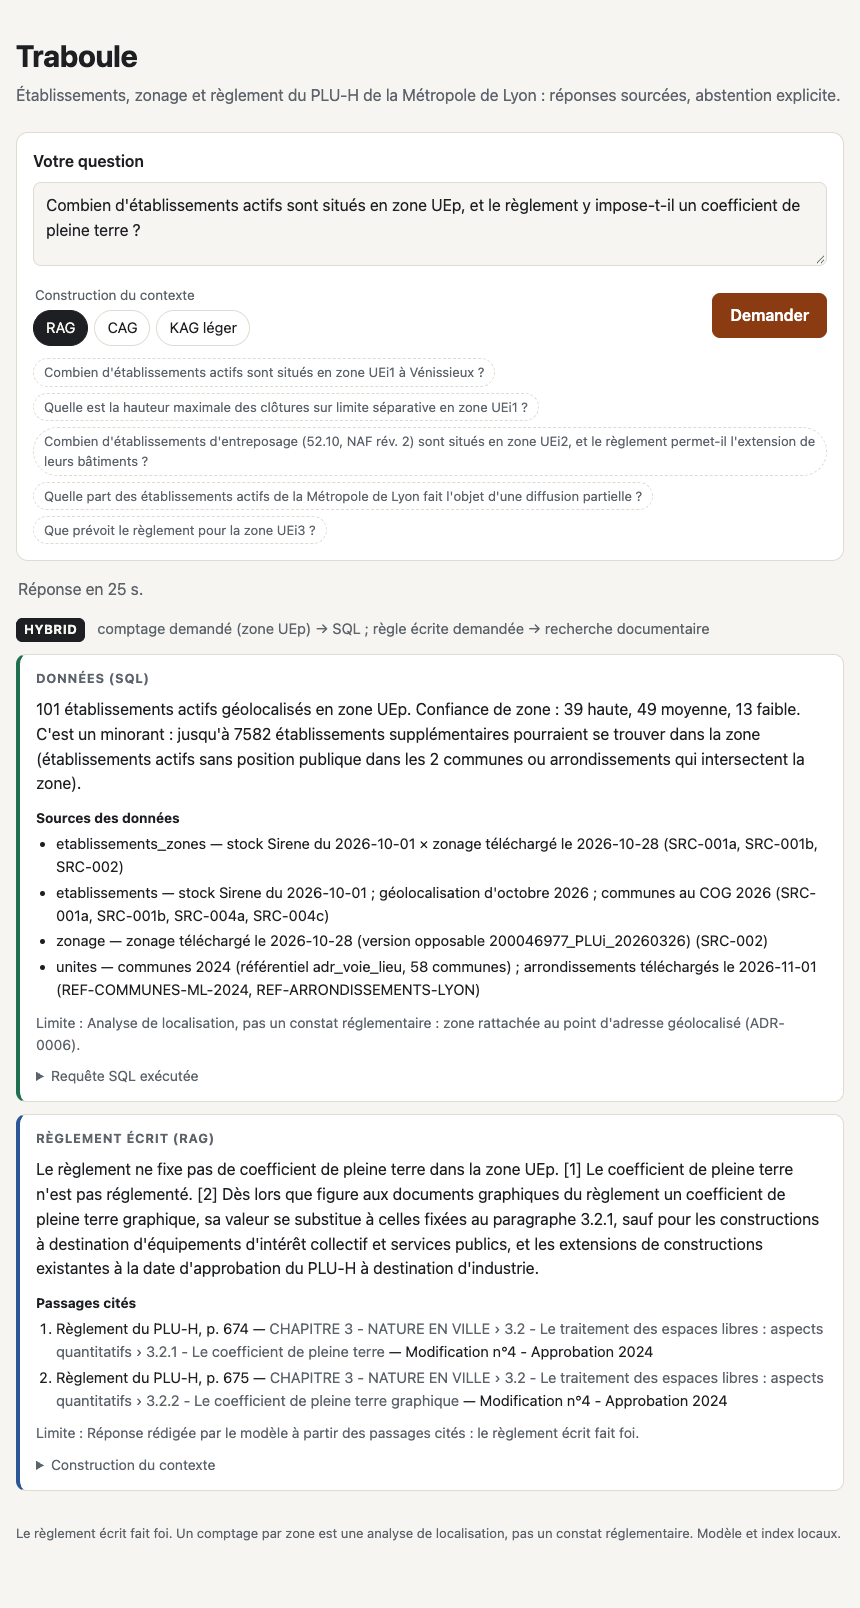 Traboule
Établissements, zonage et règlement du PLU-H de la Métropole de Lyon : réponses sourcées, abstention explicite.
Votre question
Combien d'établissements actifs sont situés en zone UEp, et le règlement y impose-t-il un coefficient de
pleine terre ?
Construction du contexte
RAG CAG KAG léger
Demander
Combien d'établissements actifs sont situés en zone UEi1 à Vénissieux ?
Quelle est la hauteur maximale des clôtures sur limite séparative en zone UEi1 ?
Combien d'établissements d'entreposage (52.10, NAF rév. 2) sont situés en zone UEi2, et le règlement permet-il l'extension de
leurs bâtiments ?
Quelle part des établissements actifs de la Métropole de Lyon fait l'objet d'une diffusion partielle ?
Que prévoit le règlement pour la zone UEi3 ?
Réponse en 25 s.
HYBRID comptage demandé (zone UEp) → SQL ; règle écrite demandée → recherche documentaire
DONNÉES (SQL)
101 établissements actifs géolocalisés en zone UEp. Confiance de zone : 39 haute, 49 moyenne, 13 faible.
C'est un minorant : jusqu'à 7582 établissements supplémentaires pourraient se trouver dans la zone
(établissements actifs sans position publique dans les 2 communes ou arrondissements qui intersectent la
zone).
Sources des données
• etablissements_zones — stock Sirene du 2026-10-01 × zonage téléchargé le 2026-10-28 (SRC-001a, SRC-001b,
SRC-002)
• etablissements — stock Sirene du 2026-10-01 ; géolocalisation d'octobre 2026 ; communes au COG 2026 (SRC-
001a, SRC-001b, SRC-004a, SRC-004c)
• zonage — zonage téléchargé le 2026-10-28 (version opposable 200046977_PLUi_20260326) (SRC-002)
• unites — communes 2024 (référentiel adr_voie_lieu, 58 communes) ; arrondissements téléchargés le 2026-11-01
(REF-COMMUNES-ML-2024, REF-ARRONDISSEMENTS-LYON)
Limite : Analyse de localisation, pas un constat réglementaire : zone rattachée au point d'adresse géolocalisé (ADR-
0006).
▶ Requête SQL exécutée
RÈGLEMENT ÉCRIT (RAG)
Le règlement ne fixe pas de coefficient de pleine terre dans la zone UEp. [1] Le coefficient de pleine terre
n'est pas réglementé. [2] Dès lors que figure aux documents graphiques du règlement un coefficient de
pleine terre graphique, sa valeur se substitue à celles fixées au paragraphe 3.2.1, sauf pour les constructions
à destination d'équipements d'intérêt collectif et services publics, et les extensions de constructions
existantes à la date d'approbation du PLU-H à destination d'industrie.
Passages cités
1. Règlement du PLU-H, p. 674 — CHAPITRE 3 - NATURE EN VILLE › 3.2 - Le traitement des espaces libres : aspects
quantitatifs › 3.2.1 - Le coefficient de pleine terre — Modification n°4 - Approbation 2024
2. Règlement du PLU-H, p. 675 — CHAPITRE 3 - NATURE EN VILLE › 3.2 - Le traitement des espaces libres : aspects
quantitatifs › 3.2.2 - Le coefficient de pleine terre graphique — Modification n°4 - Approbation 2024
Limite : Réponse rédigée par le modèle à partir des passages cités : le règlement écrit fait foi.
▶ Construction du contexte
Le règlement écrit fait foi. Un comptage par zone est une analyse de localisation, pas un constat réglementaire. Modèle et index locaux.